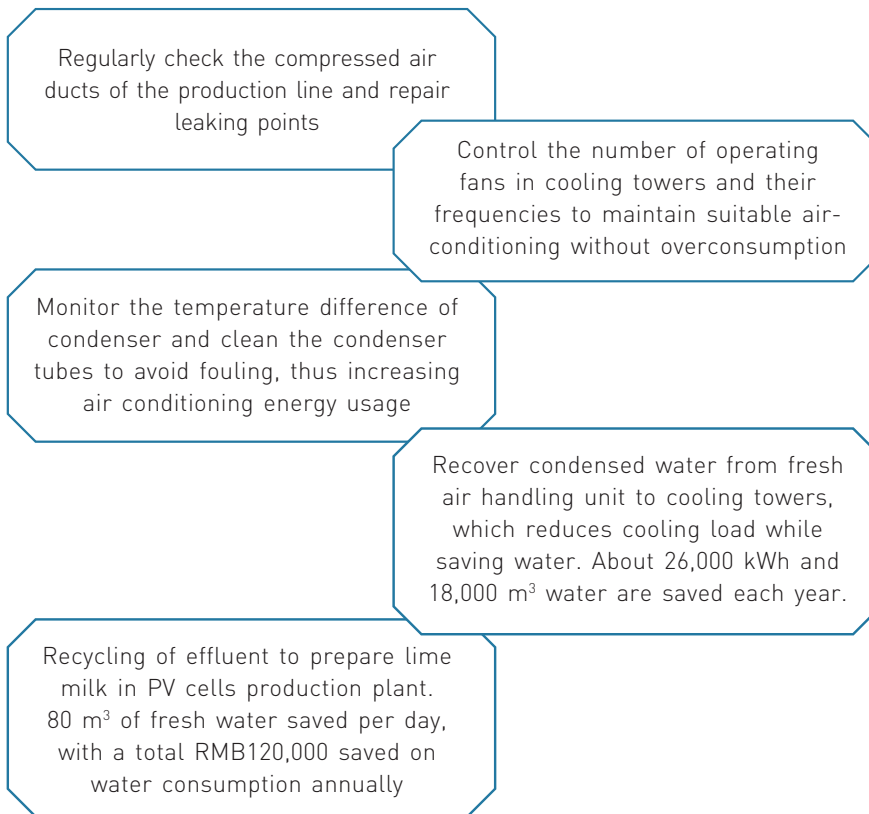 Regularly check the compressed air
ducts of the production line and repair
leaking points
Control the number of operating
fans in cooling towers and their
frequencies to maintain suitable air-
conditioning without overconsumption
Monitor the temperature difference of
condenser and clean the condenser
tubes to avoid fouling, thus increasing
air conditioning energy usage
Recover condensed water from fresh
air handling unit to cooling towers,
which reduces cooling load while
saving water. About 26,000 kWh and
18,000 m³ water are saved each year.
Recycling of effluent to prepare lime
milk in PV cells production plant.
80 m³ of fresh water saved per day,
with a total RMB120,000 saved on
water consumption annually